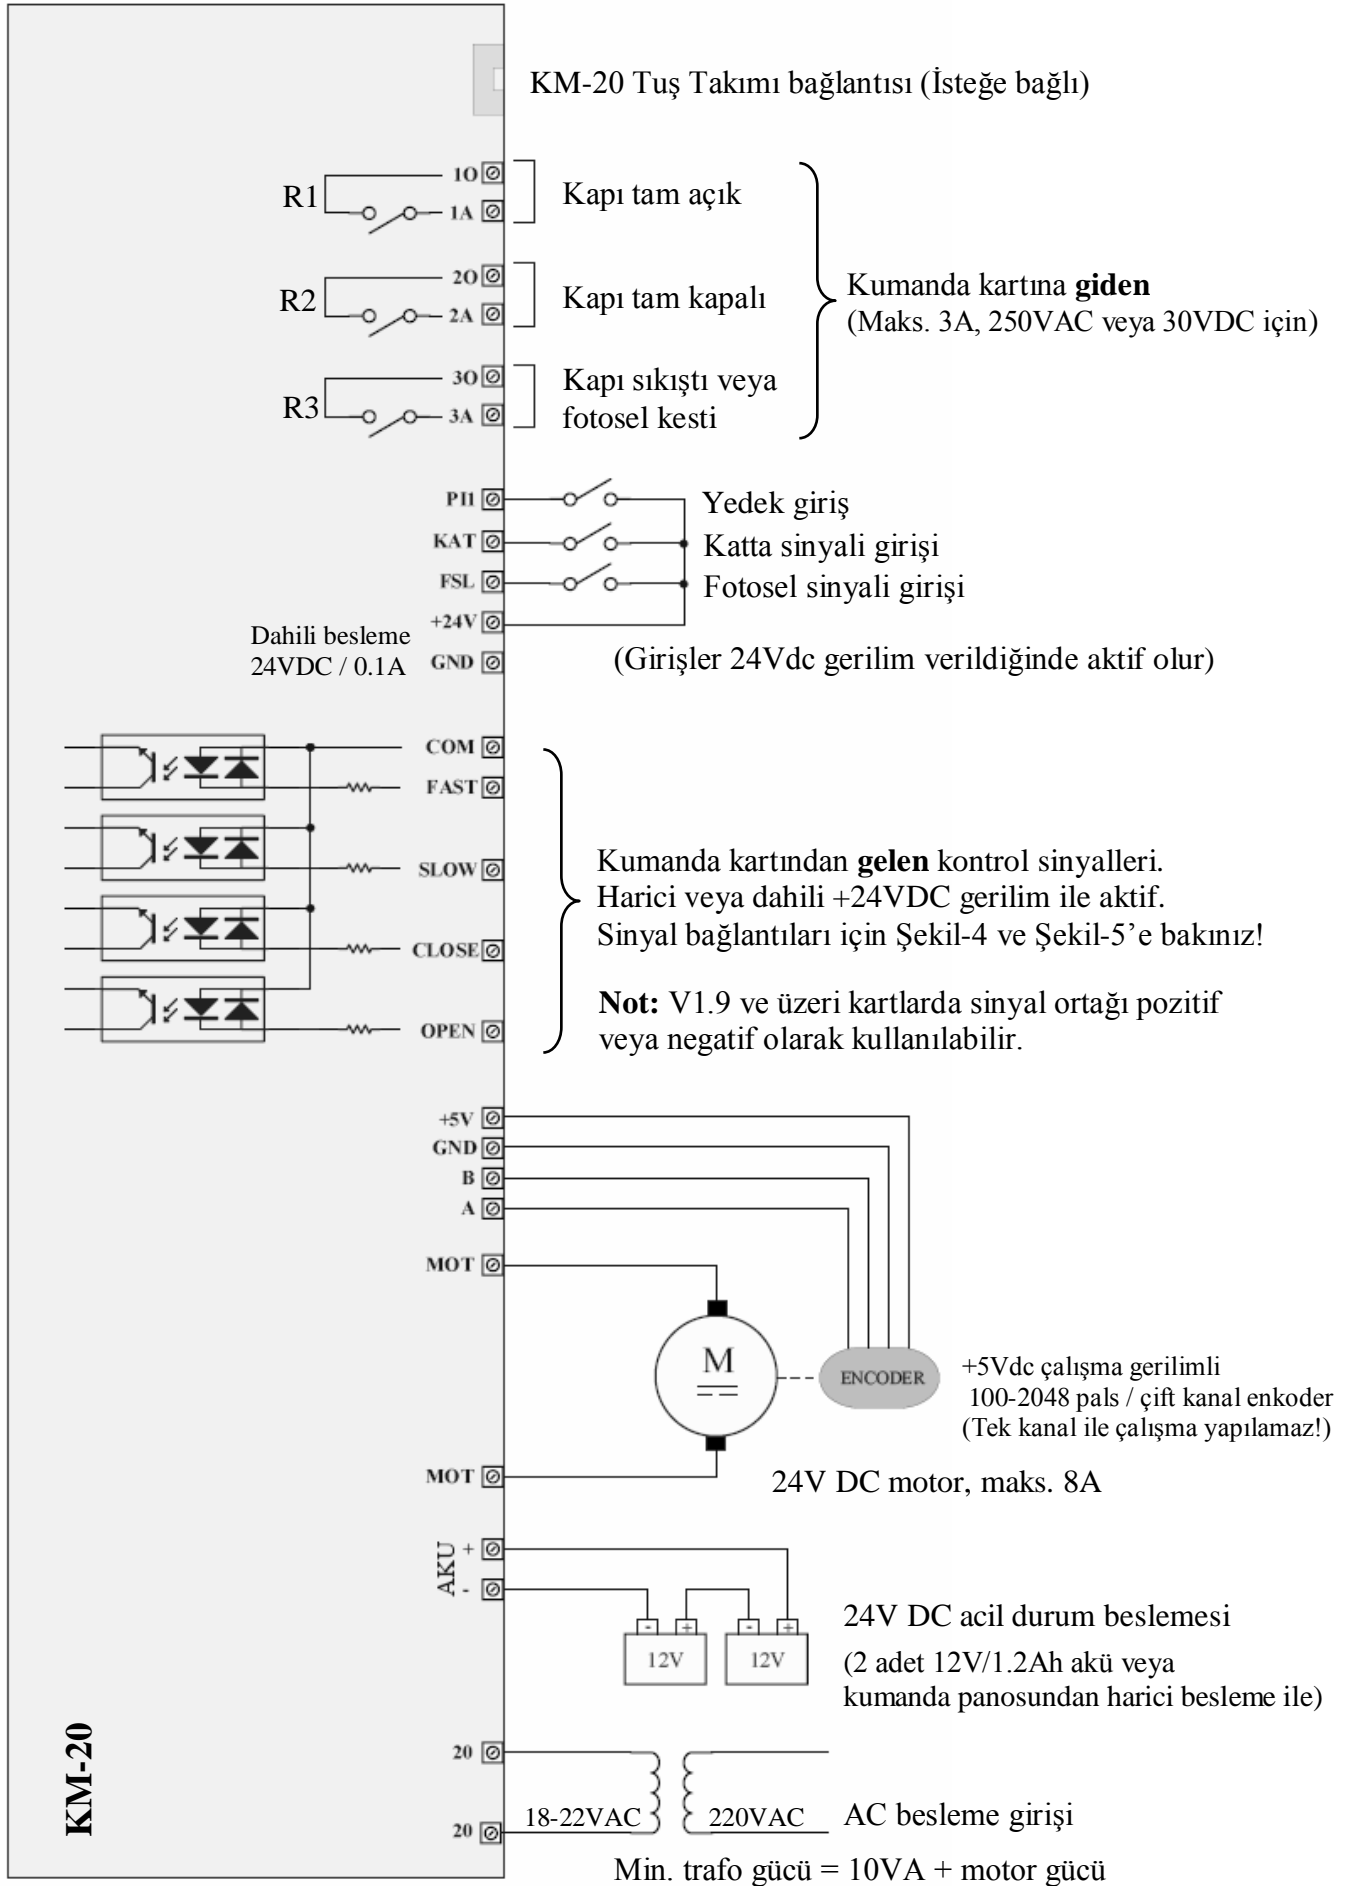 KM-20 Tuş Takımı bağlantısı (İsteğe bağlı)
R1
1O
1A
Kapı tam açık
R2
2O
2A
Kapı tam kapalı
Kumanda kartına giden
(Maks. 3A, 250VAC veya 30VDC için)
R3
3O
3A
Kapı sıkıştı veya
fotosel kesti
PI1
Yedek giriş
KAT
Katta sinyali girişi
FSL
Fotosel sinyali girişi
+24V
Dahili besleme
24VDC / 0.1A
GND
(Girişler 24Vdc gerilim verildiğinde aktif olur)
COM
FAST
SLOW
CLOSE
OPEN
Kumanda kartından gelen kontrol sinyalleri.
Harici veya dahili +24VDC gerilim ile aktif.
Sinyal bağlantıları için Şekil-4 ve Şekil-5’e bakınız!
Not: V1.9 ve üzeri kartlarda sinyal ortağı pozitif
veya negatif olarak kullanılabilir.
+5V
GND
B
A
MOT
M
ENCODER
+5Vdc çalışma gerilimli
100-2048 pals / çift kanal enkoder
(Tek kanal ile çalışma yapılamaz!)
MOT
24V DC motor, maks. 8A
AKU
+
-
- +
- +
12V
12V
24V DC acil durum beslemesi
(2 adet 12V/1.2Ah akü veya
kumanda panosundan harici besleme ile)
KM-20
20
20
18-22VAC
220VAC
AC besleme girişi
Min. trafo gücü = 10VA + motor gücü